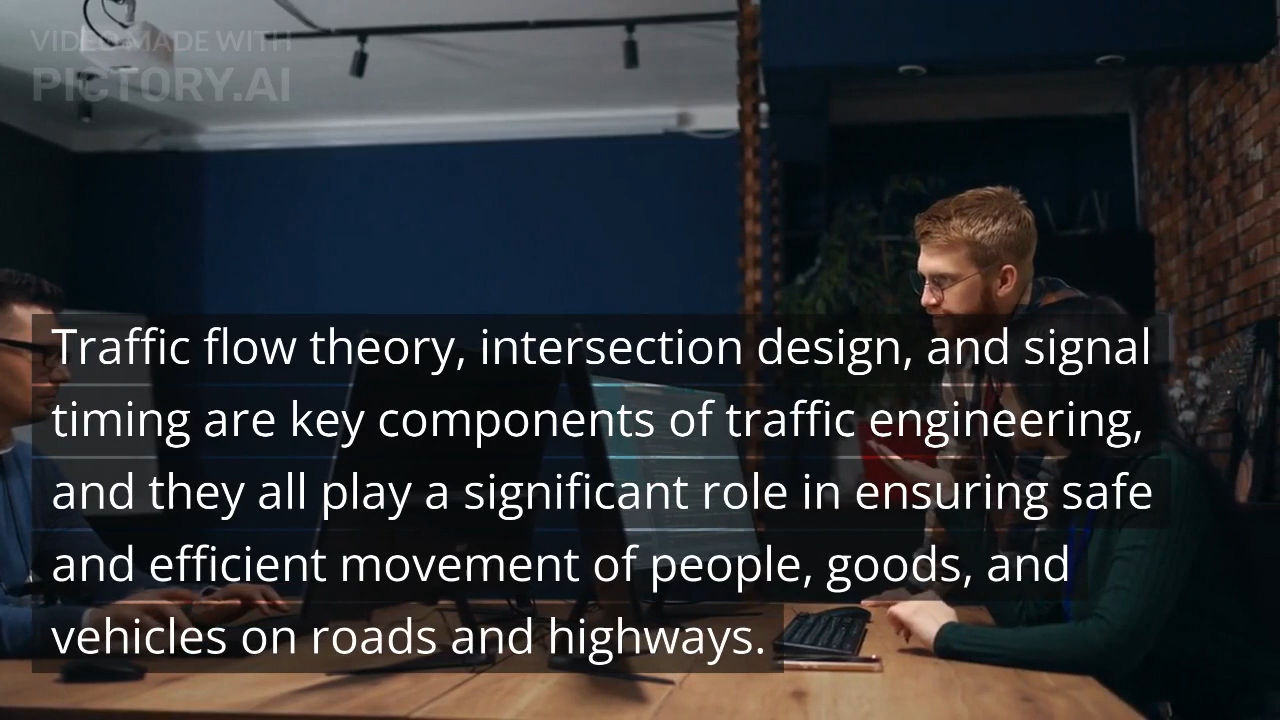 VIDEO MADE WITH
PICTORY.AI
Traffic flow theory, intersection design, and signal
timing are key components of traffic engineering,
and they all play a significant role in ensuring safe
and efficient movement of people, goods, and
vehicles on roads and highways.